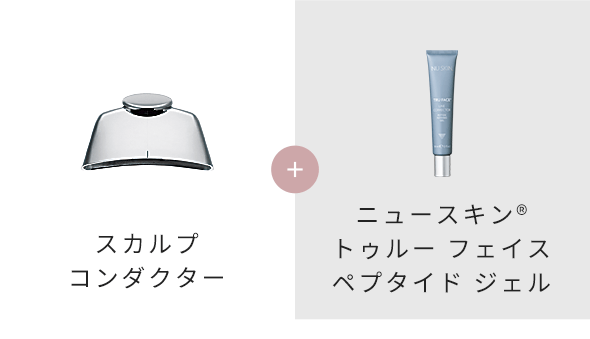 スカルプ
コンダクター
+
ニュースキン®
トゥルー フェイス
ペプタイド ジェル